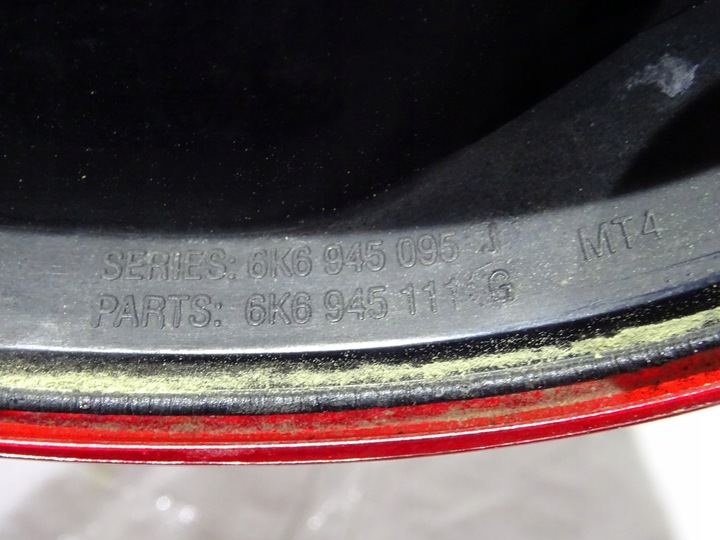 SERIES: 6K6 945 095 J MT4
PARTS: 6K6 945 111 G